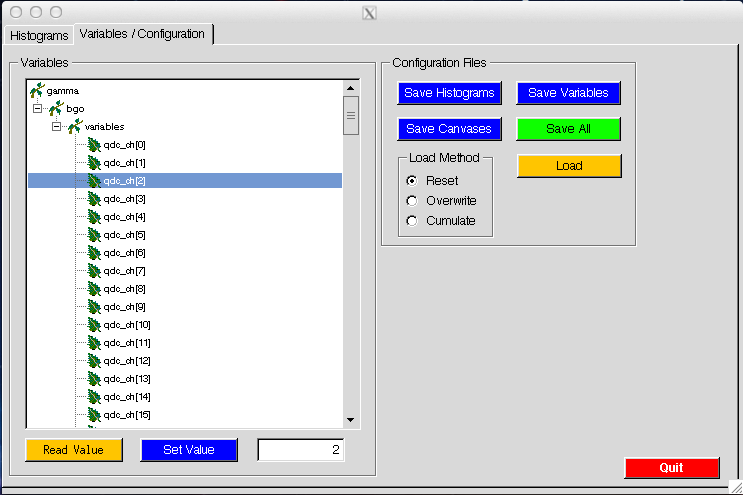 Histograms
Variables / Configuration
Variables
gamma
bgo
variables
qdc_ch[0]
qdc_ch[1]
qdc_ch[2]
qdc_ch[3]
qdc_ch[4]
qdc_ch[5]
qdc_ch[6]
qdc_ch[7]
qdc_ch[8]
qdc_ch[9]
qdc_ch[10]
qdc_ch[11]
qdc_ch[12]
qdc_ch[13]
qdc_ch[14]
qdc_ch[15]
Read Value
Set Value
2
Configuration Files
Save Histograms
Save Variables
Save Canvases
Save All
Load Method
Load
Reset
Overwrite
Cumulate
Quit